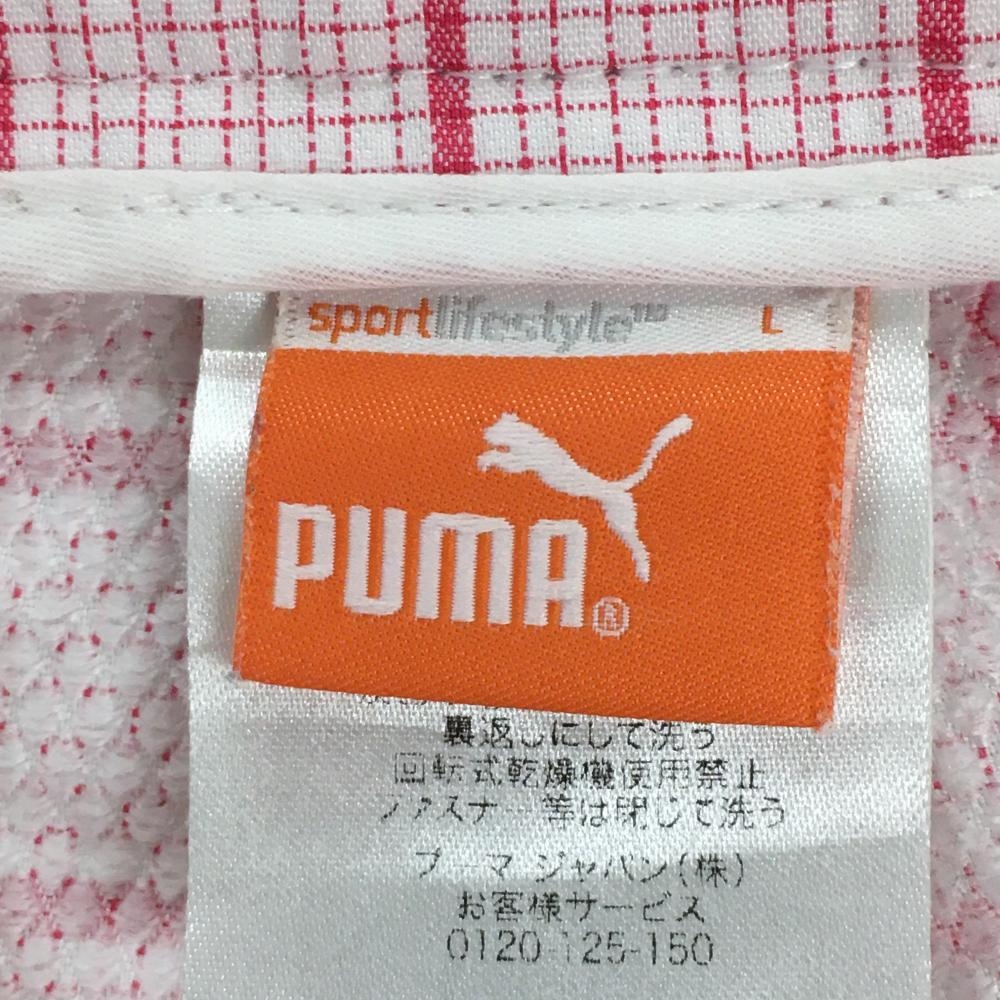 sportlifestyle™ L
PUMA®
裏返しにして洗う
回転式乾燥機使用禁止
ファスナー等は閉じて洗う
プーマ ジャパン(株)
お客様サービス
0120-125-150